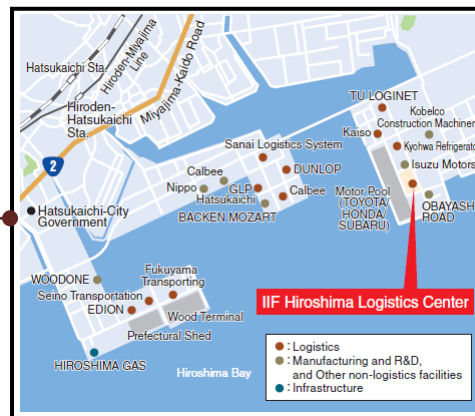 Hatsukaichi Sta.
Hiroden-Miyajima
Line
Miyajima-Kaido Road
Hiroden-
Hatsukaichi
Sta.
2
Hatsukaichi-City
Government
TU LOGINET
Kobelco
Construction Machiner
Kaiso
Kyohwa Refrigerato
Isuzu Motors
Sanai Logistics System
DUNLOP
Calbee
Nippo
GLP
Hatsukaichi
Calbee
BACKEN MOZART
Motor Pool
(TOYOTA/
HONDA/
SUBARU)
OBAYASH
ROAD
WOODONE
Fukuyama
Transporting
Seino Transportation
EDION
Wood Terminal
Prefectural Shed
HIROSHIMA GAS
Hiroshima Bay
IIF Hiroshima Logistics Center
: Logistics
: Manufacturing and R&D,
and Other non-logistics facilities
: Infrastructure